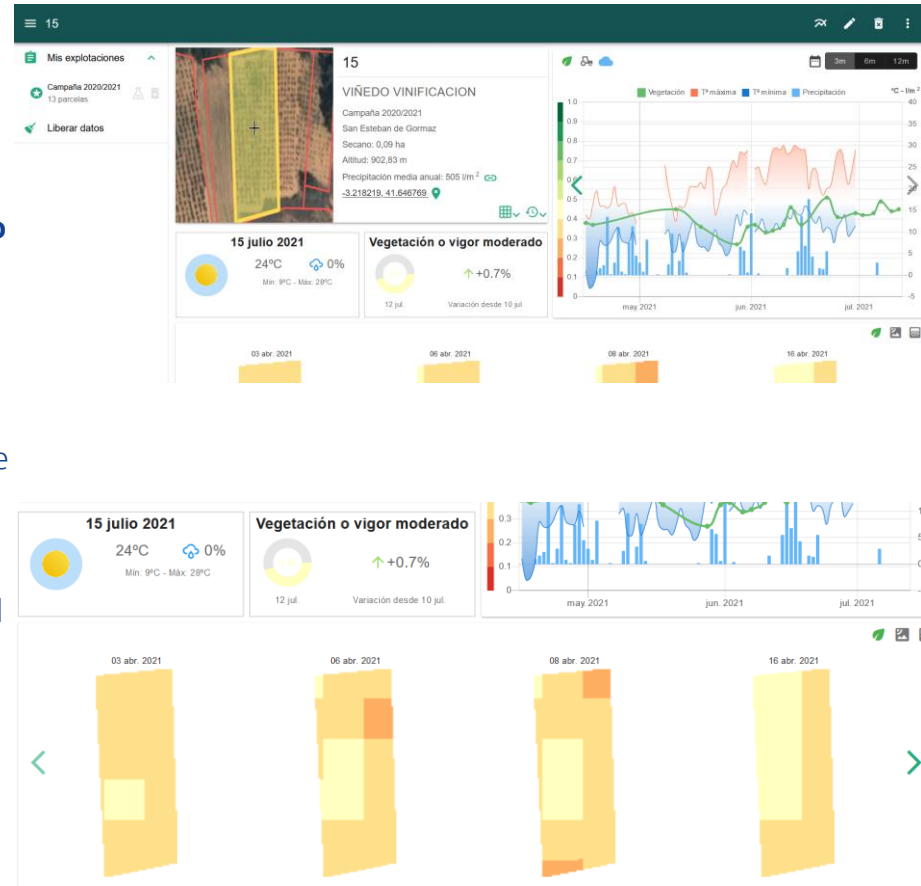 15
Mis explotaciones
Campaña 2020/2021
13 parcelas
Liberar datos
15
VIÑEDO VINIFICACION
Campaña 2020/2021
San Esteban de Gormaz
Secano: 0,09 ha
Altitud: 902,83 m
Precipitación media anual: 505 l/m²
-3.218219, 41.646769
3m 6m 12m
Vegetación Tª máxima Tª mínima Precipitación
ºC - l/m²
1.0
0.9
0.8
0.7
0.6
0.5
0.4
0.3
0.2
0.1
0
40
35
30
25
20
15
10
5
0
-5
may. 2021 jun. 2021 jul. 2021
15 julio 2021
24ºC 0%
Mín: 9ºC - Máx: 28ºC
Vegetación o vigor moderado
+0.7%
12 jul. Variación desde 10 jul.
03 abr. 2021 06 abr. 2021 08 abr. 2021 16 abr. 2021
o
e
15 julio 2021
24ºC 0%
Mín: 9ºC - Máx: 28ºC
Vegetación o vigor moderado
+0.7%
12 jul. Variación desde 10 jul.
0.3
0.2
0.1
0
may. 2021 jun. 2021 jul. 2021
03 abr. 2021 06 abr. 2021 08 abr. 2021 16 abr. 2021